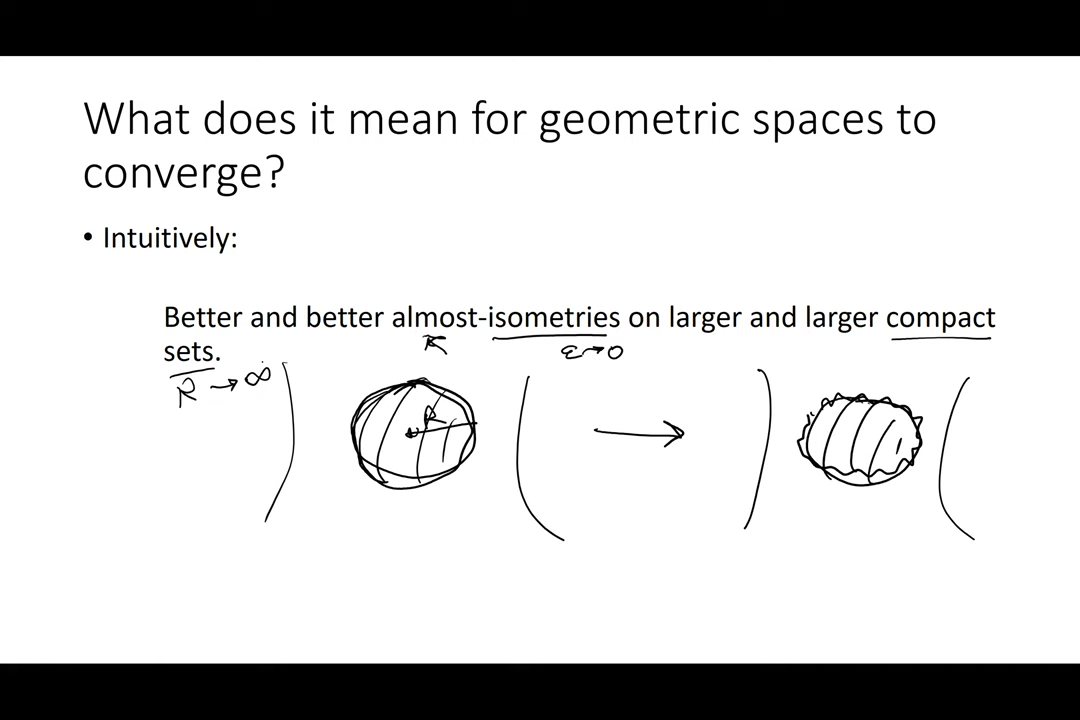 What does it mean for geometric spaces to
converge?
• Intuitively:
Better and better almost-isometries on larger and larger compact
sets.
ε→0
R → ∞
R